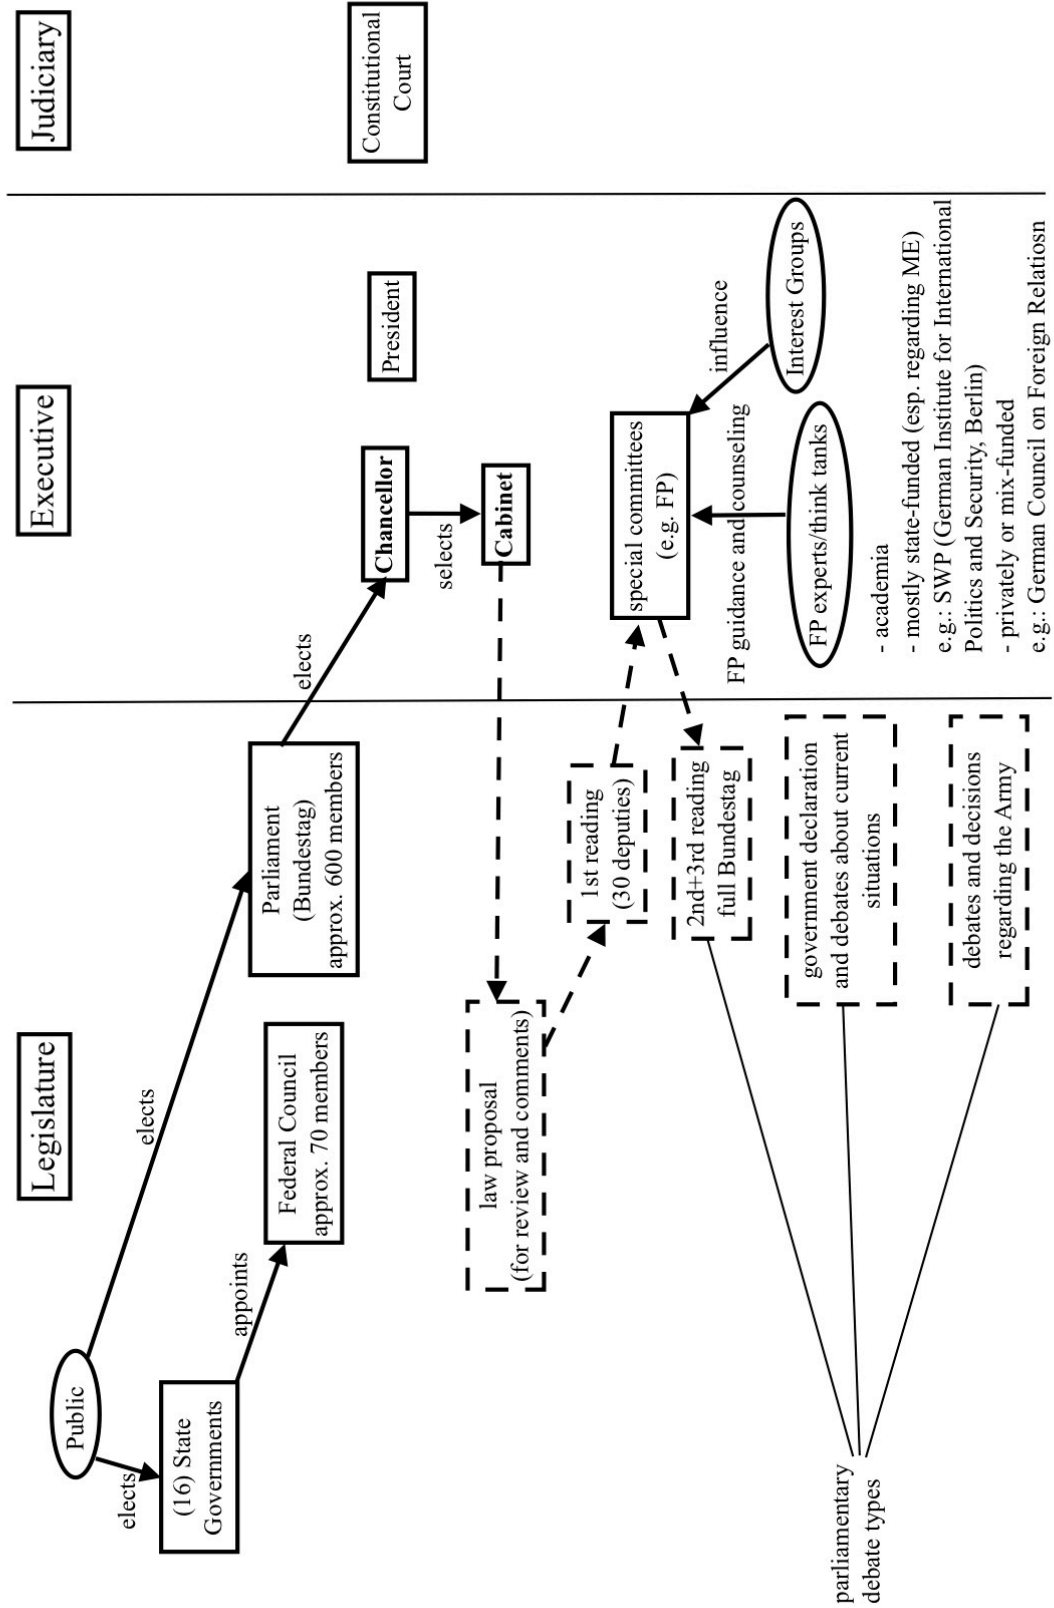 Legislature
Executive
Judiciary
Public
elects
elects
(16) State
Governments
appoints
Federal Council
approx. 70 members
Parliament
(Bundestag)
approx. 600 members
elects
Chancellor
President
Constitutional
Court
selects
Cabinet
law proposal
(for review and comments)
1st reading
(30 deputies)
special committees
(e.g. FP)
2nd+3rd reading
full Bundestag
FP guidance and counseling
influence
FP experts/think tanks
Interest Groups
government declaration
and debates about current
situations
debates and decisions
regarding the Army
parliamentary
debate types
- academia
- mostly state-funded (esp. regarding ME)
e.g.: SWP (German Institute for International
Politics and Security, Berlin)
- privately or mix-funded
e.g.: German Council on Foreign Relatiosn